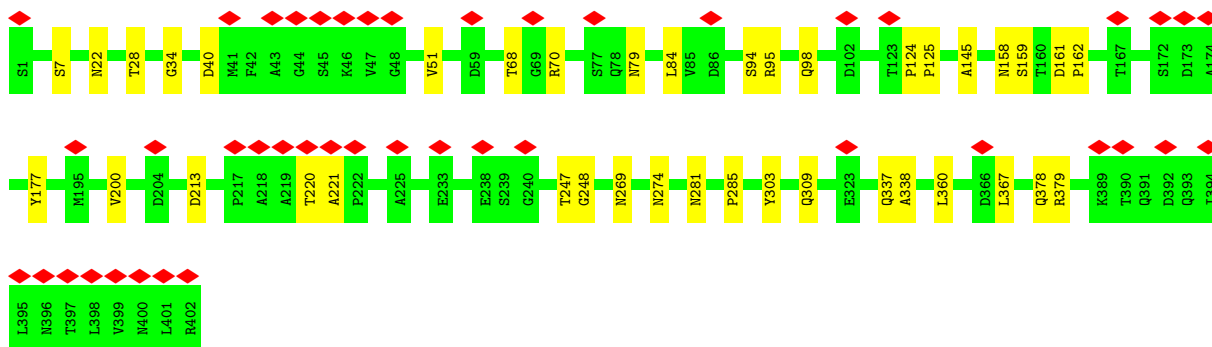 S1 S7 N22 T28 G34 D40 M41 F42 A43 G44 S45 K46 V47 G48 V51 D59 T68 G69 R70 S77 Q78 N79 L84 V85 D86 S94 R95 Q98 D102 T123 P124 P125 A145 N158 S159 T160 D161 P162 T167 S172 D173 A174
Y177 M195 V200 D204 D213 P217 A218 A219 T220 A221 P222 A225 E233 E238 S239 G240 T247 G248 N269 N274 N281 P285 Y303 Q309 E323 Q337 A338 L360 D366 L367 Q378 R379 K389 T390 Q391 D392 Q393 I394
L395 N396 T397 L398 V399 N400 L401 R402